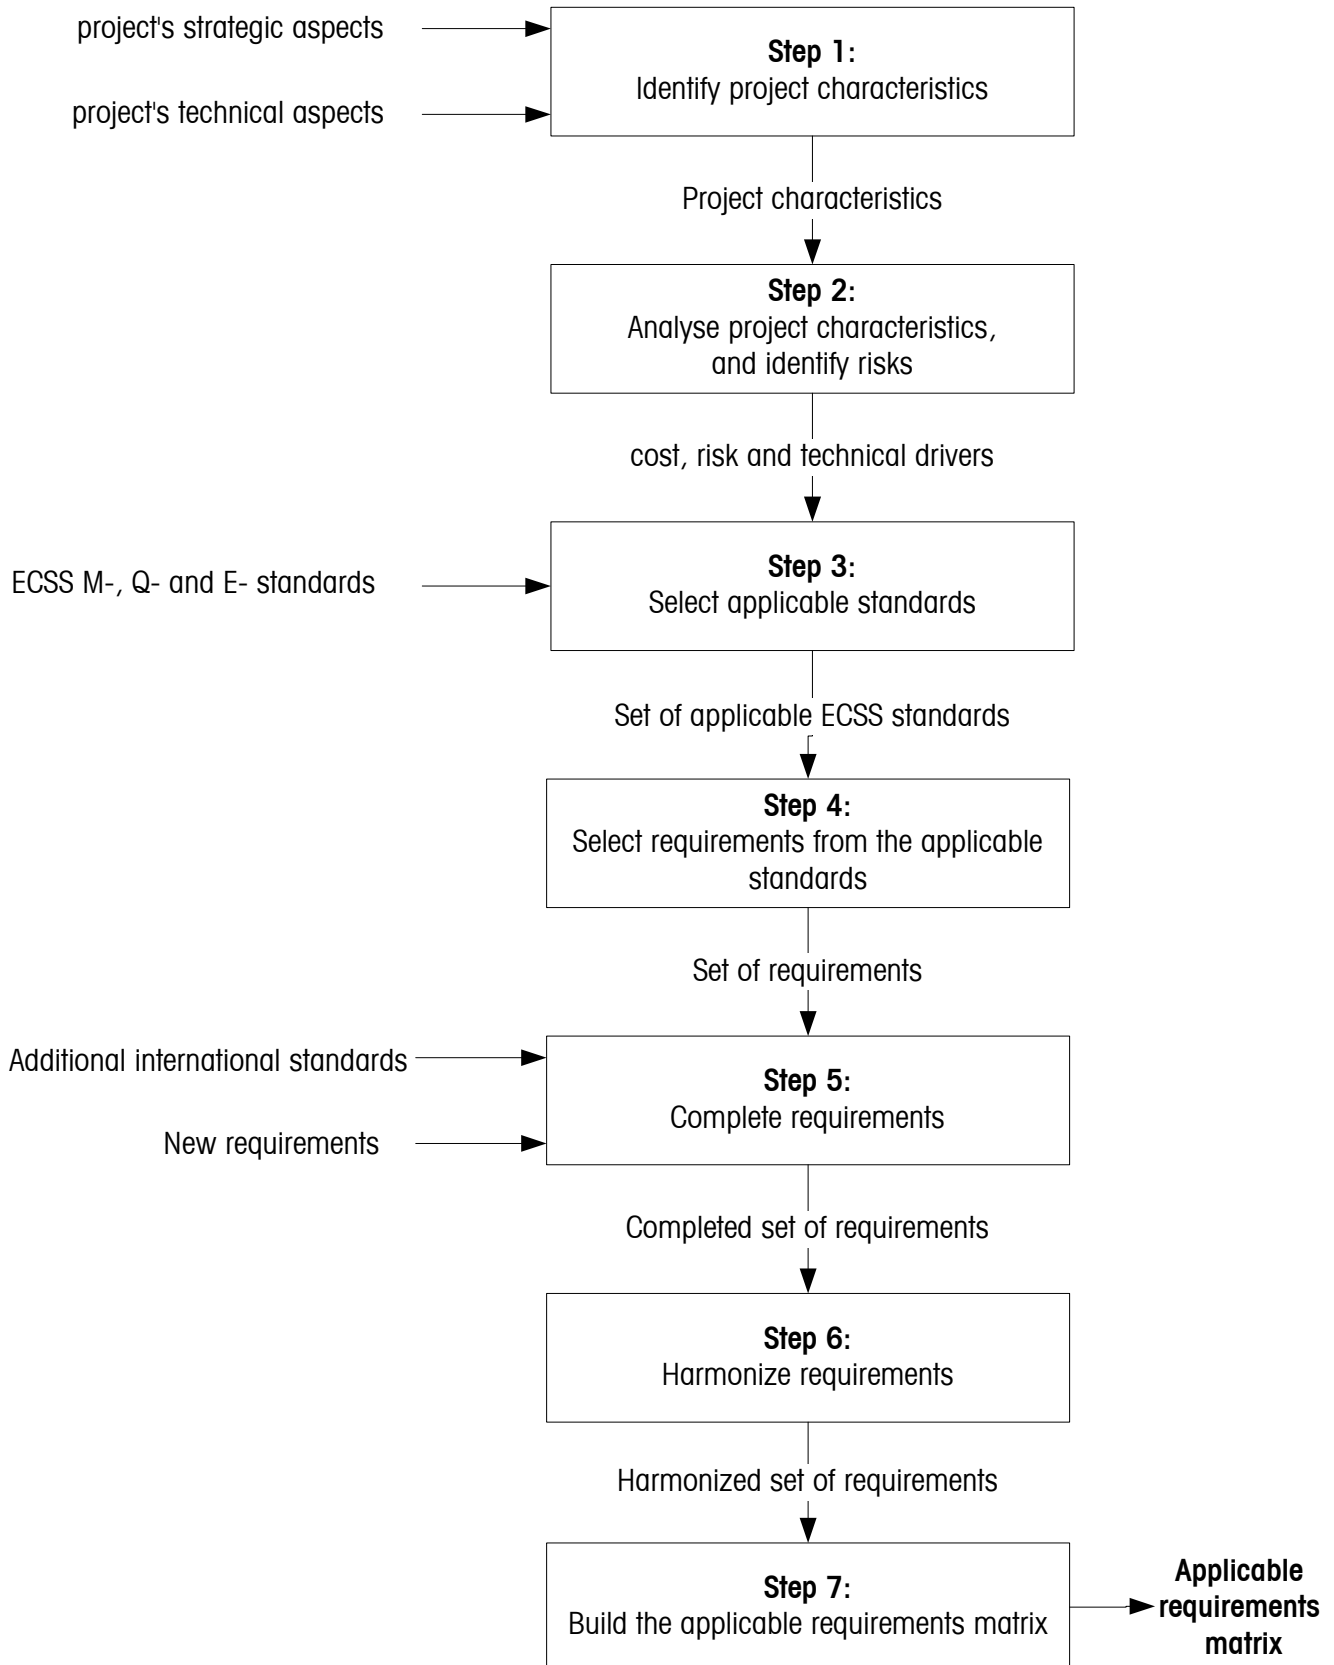 project's strategic aspects
Step 1:
Identify project characteristics
project's technical aspects
Project characteristics
Step 2:
Analyse project characteristics,
and identify risks
cost, risk and technical drivers
ECSS M-, Q- and E- standards
Step 3:
Select applicable standards
Set of applicable ECSS standards
Step 4:
Select requirements from the applicable
standards
Set of requirements
Additional international standards
Step 5:
Complete requirements
New requirements
Completed set of requirements
Step 6:
Harmonize requirements
Harmonized set of requirements
Step 7:
Build the applicable requirements matrix
Applicable
requirements
matrix